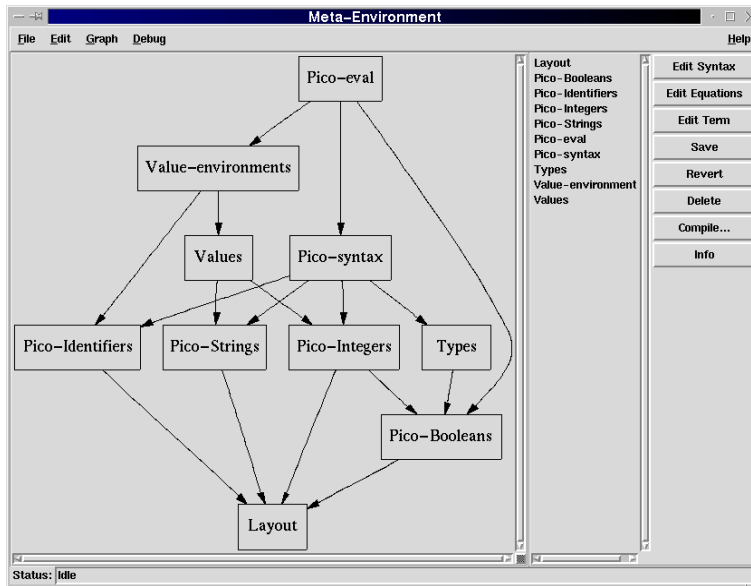 Meta-Environment
File Edit Graph Debug Help
Pico-eval
Value-environments
Values
Pico-syntax
Pico-Identifiers
Pico-Strings
Pico-Integers
Types
Pico-Booleans
Layout
Layout
Pico-Booleans
Pico-Identifiers
Pico-Integers
Pico-Strings
Pico-eval
Pico-syntax
Types
Value-environment
Values
Edit Syntax
Edit Equations
Edit Term
Save
Revert
Delete
Compile...
Info
Status: Idle